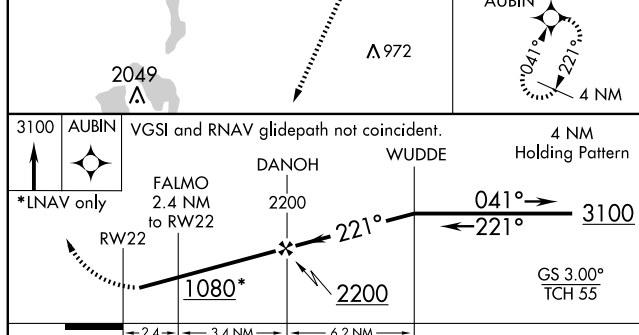 AUBIN
972
041°
221°
4 NM
2049
3100
AUBIN
VGSI and RNAV glidepath not coincident.
4 NM
Holding Pattern
WUDDE
DANOH
2200
FALMO
2.4 NM
to RW22
*LNAV only
RW22
041°
221°
221°
3100
1080*
2200
GS 3.00°
TCH 55
2.4
3.4 NM
6.2 NM